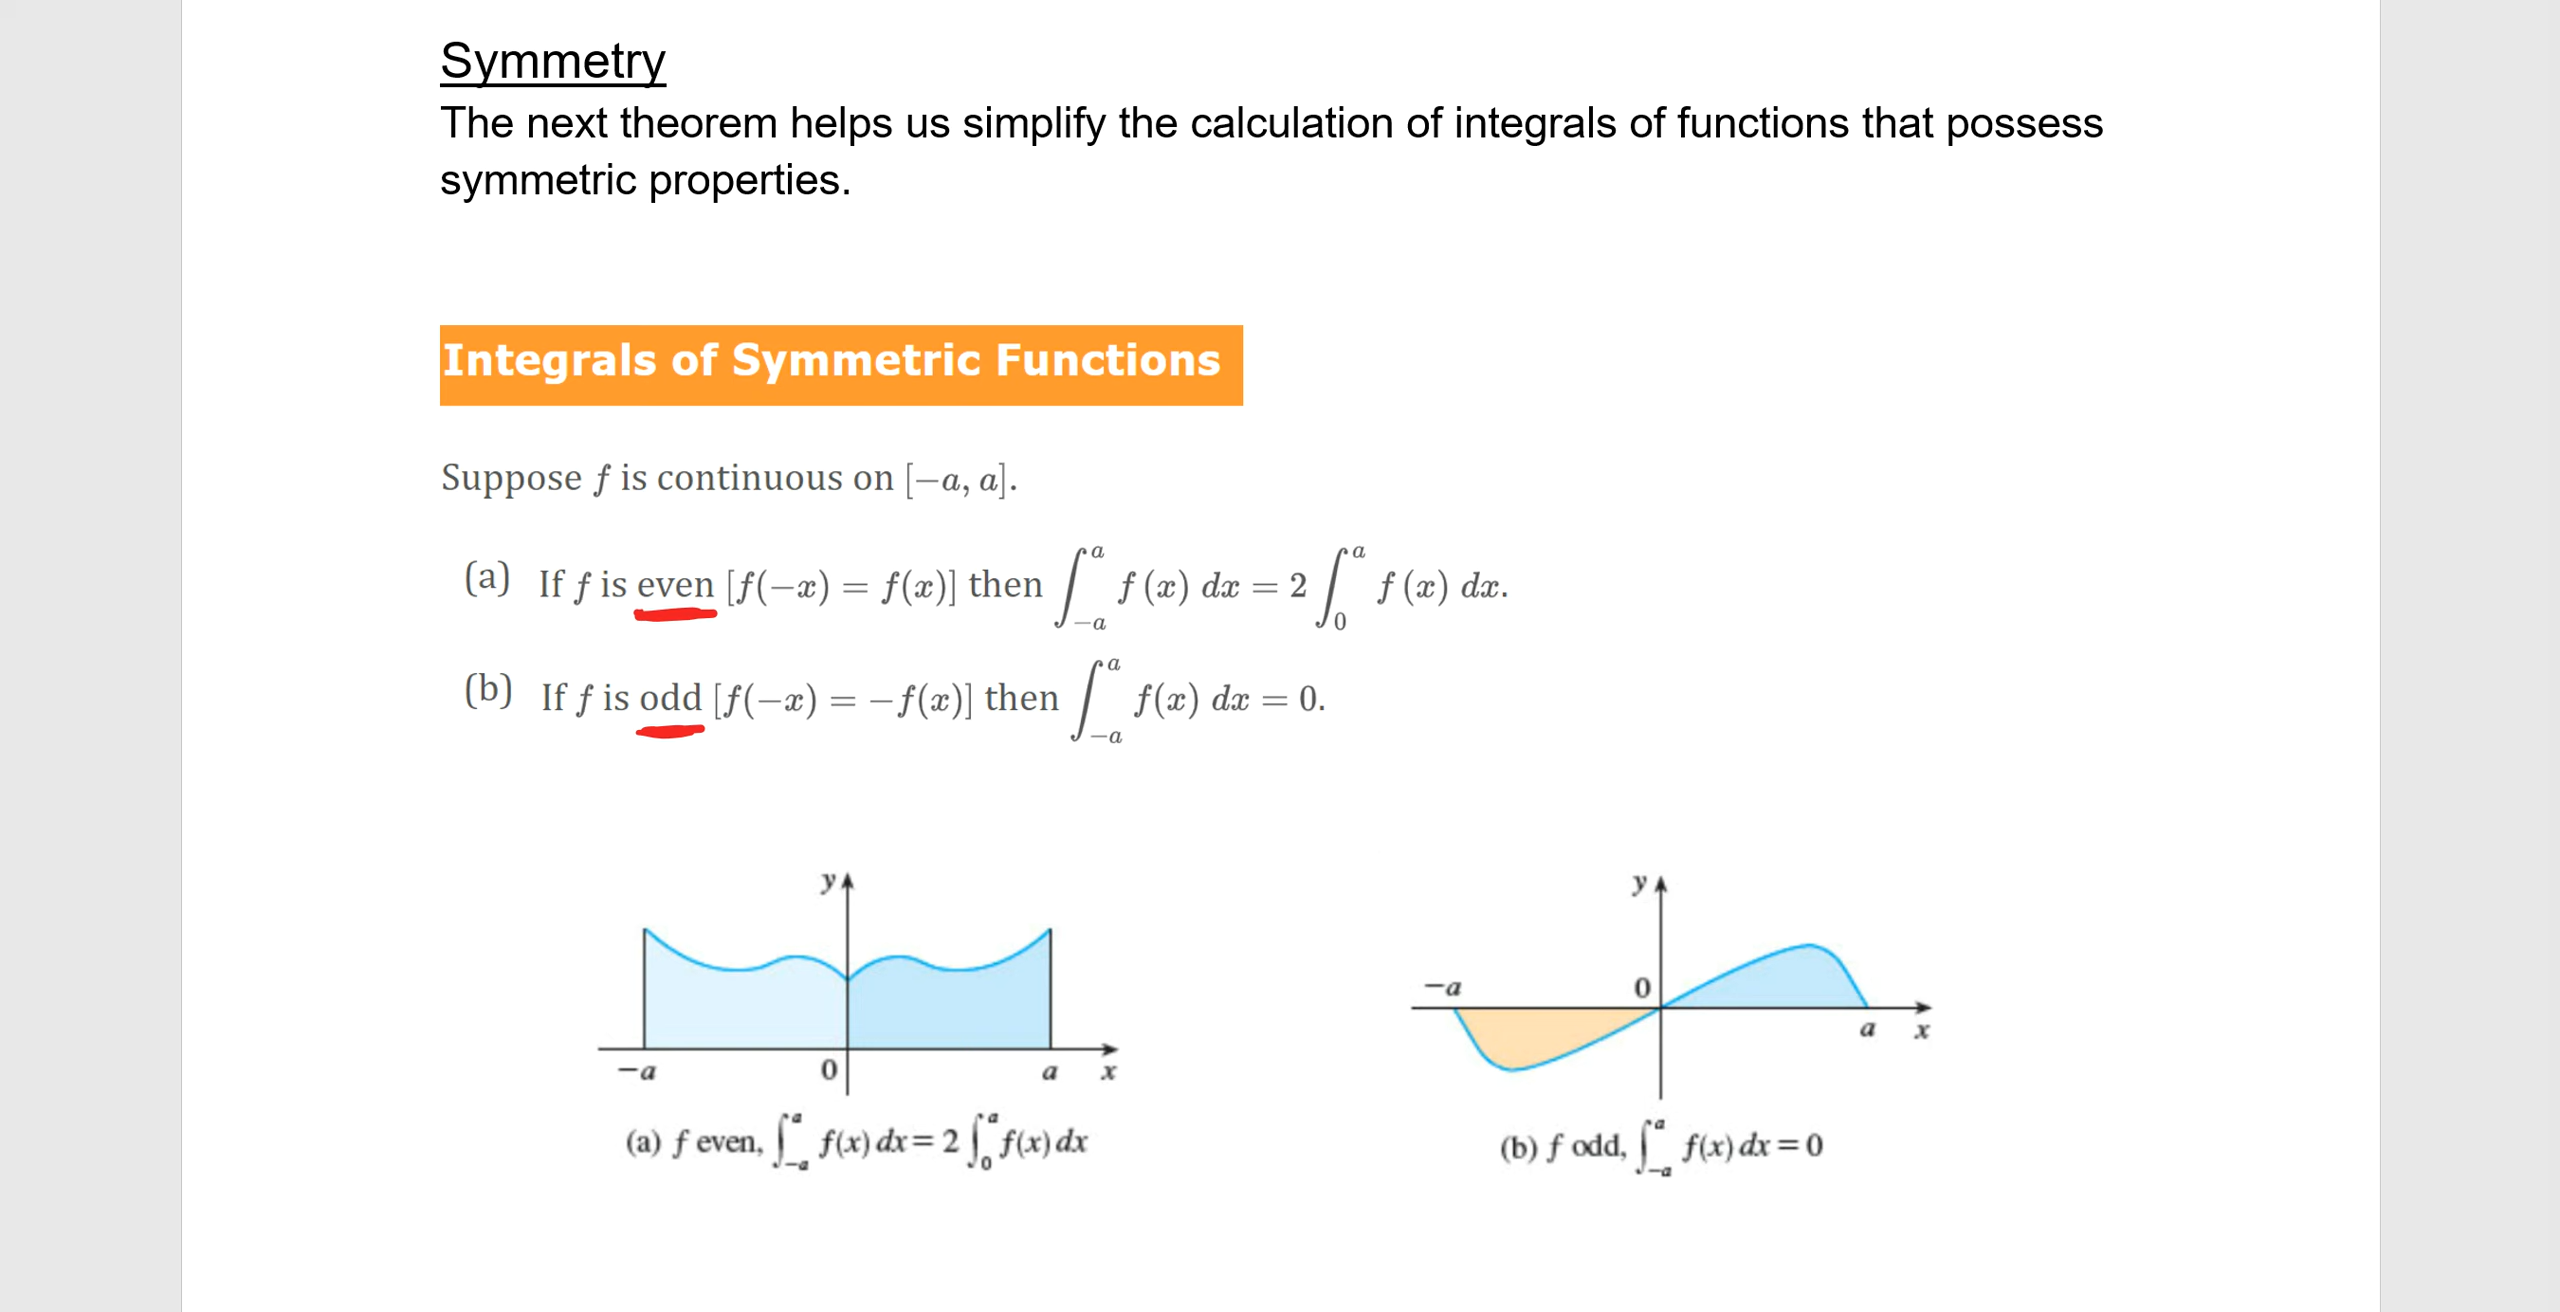 Symmetry
The next theorem helps us simplify the calculation of integrals of functions that possess
symmetric properties.
Integrals of Symmetric Functions
Suppose f is continuous on [−a, a].
(a) If f is even [f(−x) = f(x)] then ∫_{−a}^{a} f (x) dx = 2 ∫_{0}^{a} f (x) dx.
(b) If f is odd [f(−x) = −f(x)] then ∫_{−a}^{a} f(x) dx = 0.
y
−a 0 a x
(a) f even, ∫_{−a}^{a} f(x) dx = 2 ∫_{0}^{a} f(x) dx
y
−a 0
a x
(b) f odd, ∫_{−a}^{a} f(x) dx = 0